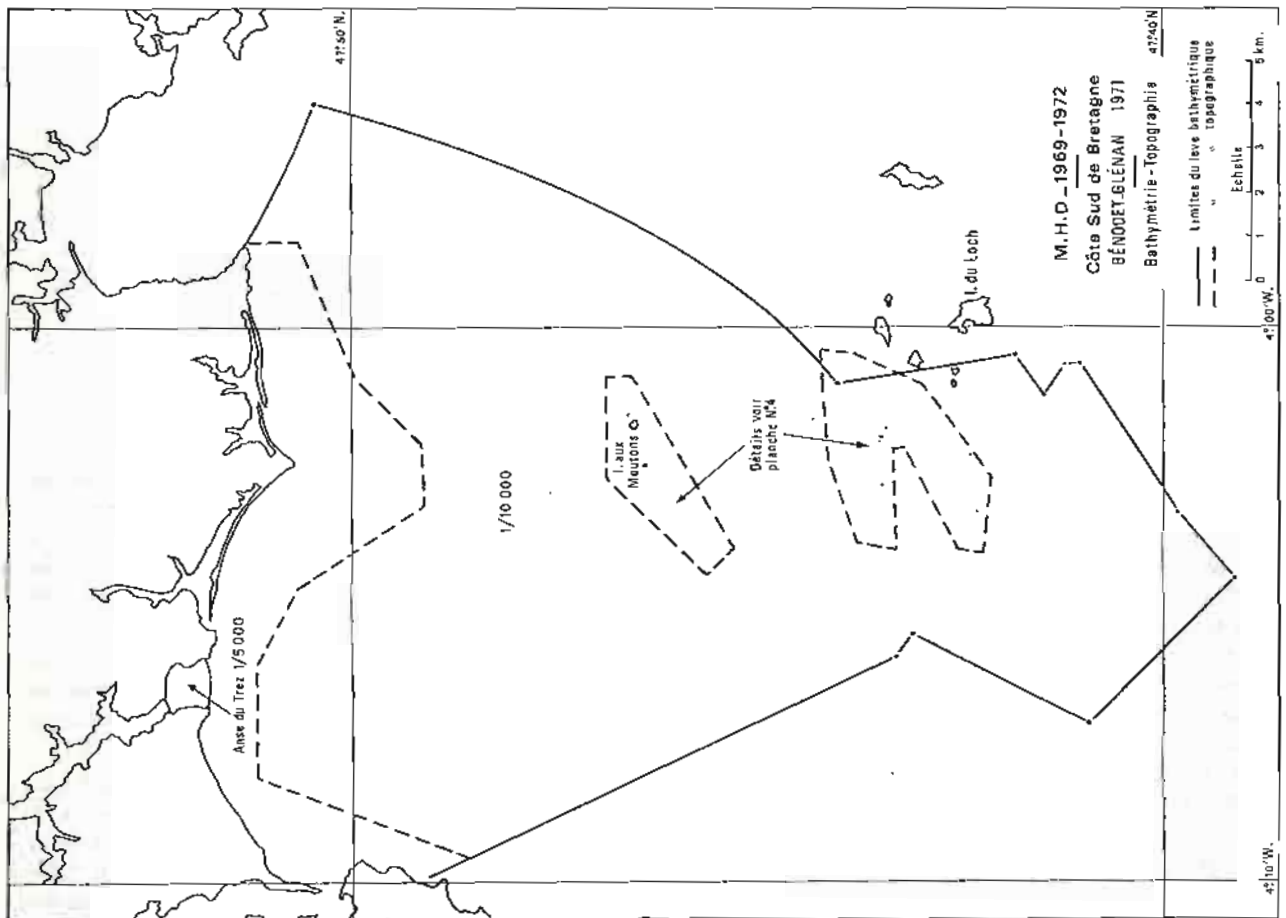 M.H.D_1969-1972
Côte Sud de Bretagne
BÉNODET-GLÉNAN 1971
Bathymétrie-Topographie
Limites du levé bathymétrique
" " topographique
Echelle
0 1 2 3 4 5 km.
47°50'N.
47°40'N
4°00'W.
4°10'W.
Anse du Trez 1/5000
1/10 000
I. aux
Moutons
Détails voir
planche N°4
I. du Loch